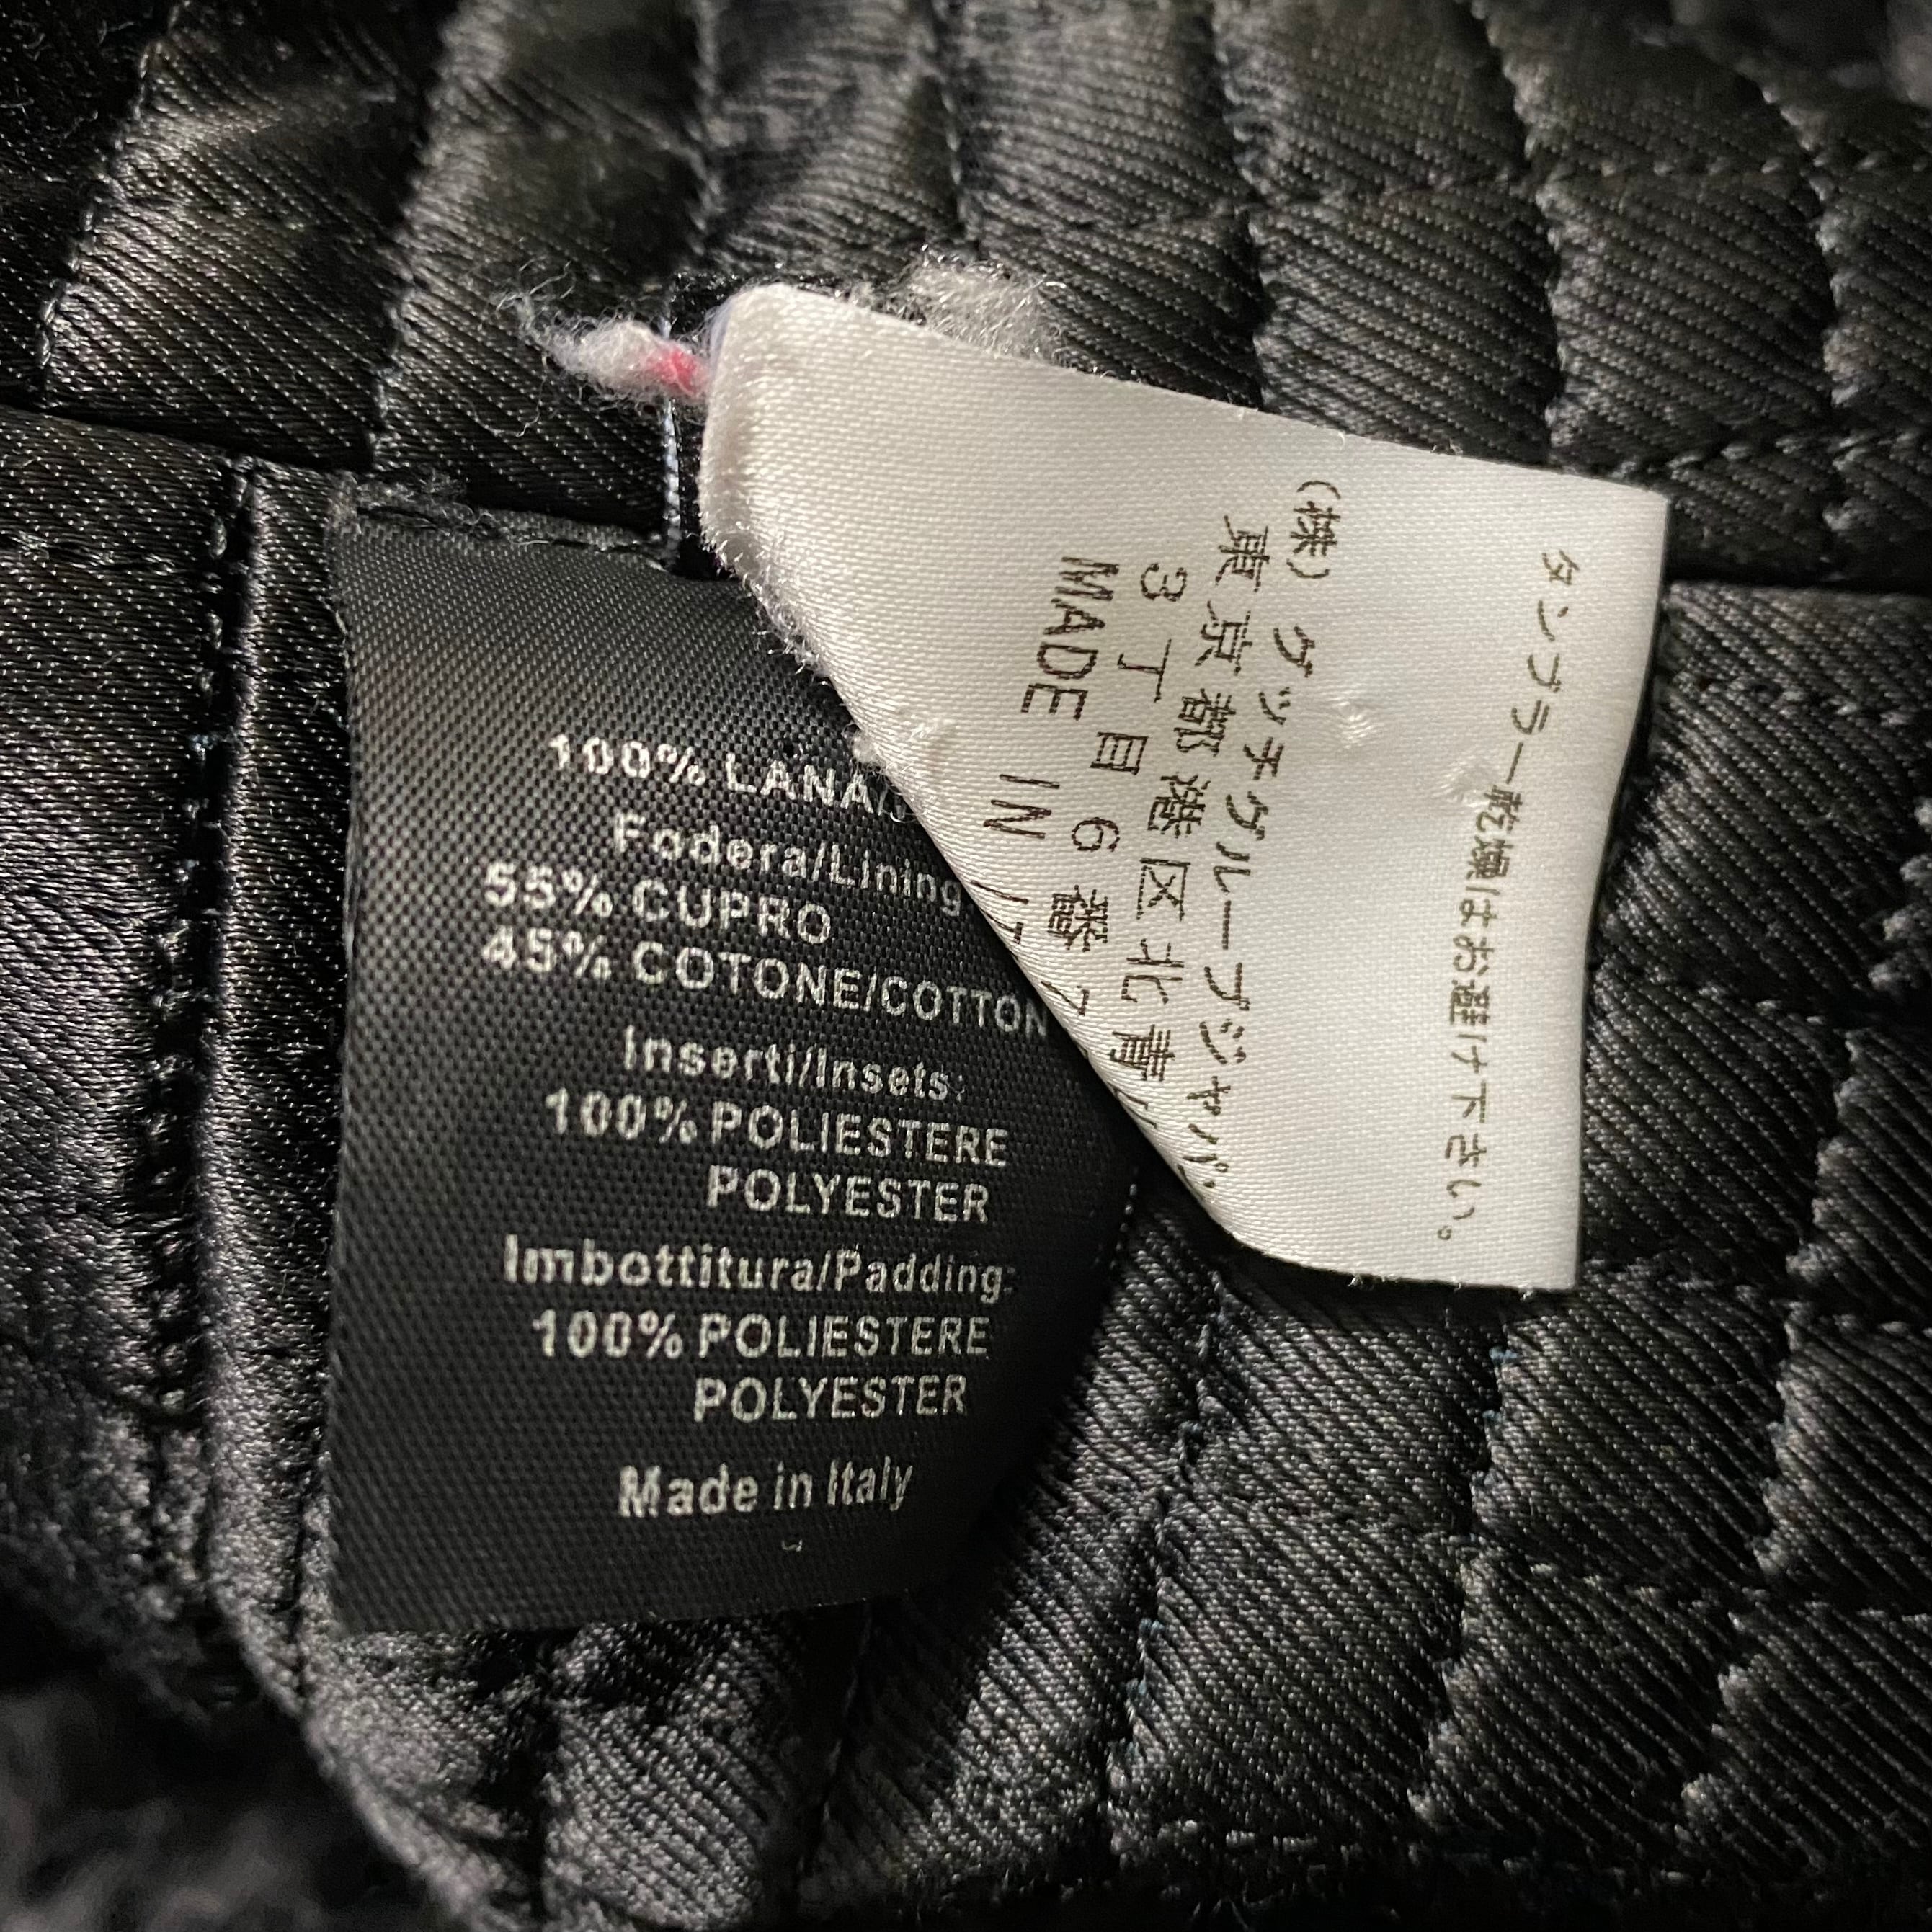 100% LANA/
Fodera/Lining
55% CUPRO
45% COTONE/COTTON
Inserti/Insets:
100% POLIESTERE
POLYESTER
Imbottitura/Padding:
100% POLIESTERE
POLYESTER
Made in Italy
タンブラー乾燥はお避け下さい。
(株) グッチグループジャパン
東京都港区北青山
3丁目6番7
MADE IN IT